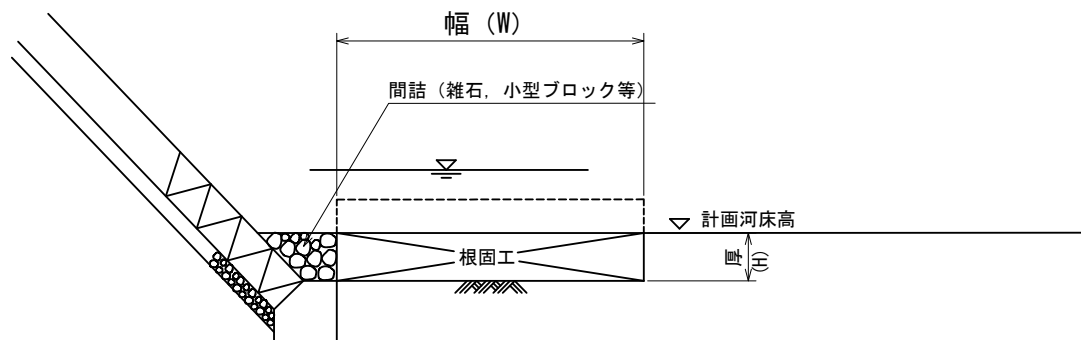 幅 (W)
間詰（雑石，小型ブロック等）
計画河床高
根固工
厚
(H)